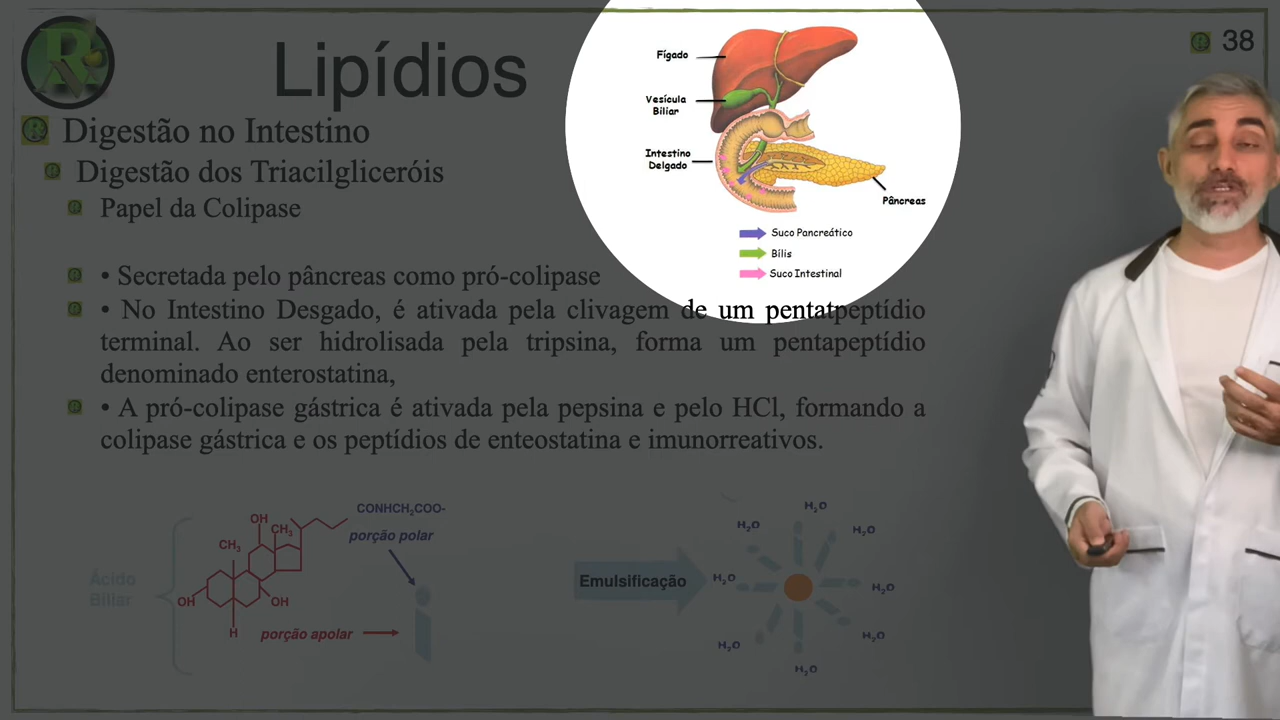 Lipídios
38
Digestão no Intestino
Digestão dos Triacilgliceróis
Papel da Colipase
Fígado
Vesícula
Biliar
Intestino
Delgado
Pâncreas
Suco Pancreático
Bílis
Suco Intestinal
• Secretada pelo pâncreas como pró-colipase
• No Intestino Desgado, é ativada pela clivagem de um pentatpeptídio
terminal. Ao ser hidrolisada pela tripsina, forma um pentapeptídio
denominado enterostatina,
• A pró-colipase gástrica é ativada pela pepsina e pelo HCl, formando a
colipase gástrica e os peptídios de enteostatina e imunorreativos.
Ácido
Biliar
OH
CH₃
CH₃
OH
OH
H
CONHCH₂COO-
porção polar
porção apolar
Emulsificação
H₂O
H₂O
H₂O
H₂O
H₂O
H₂O
H₂O
H₂O